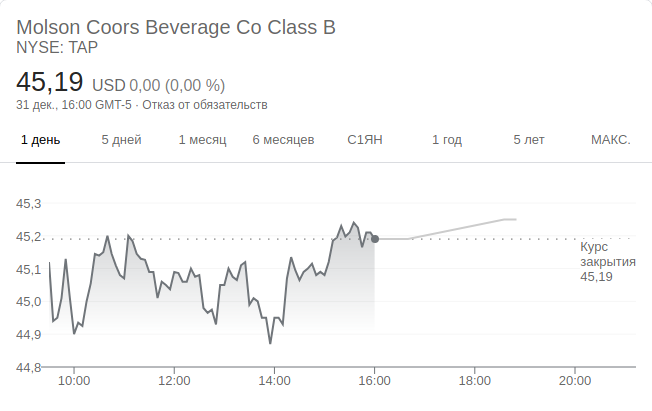 Molson Coors Beverage Co Class B
NYSE: TAP
45,19 USD 0,00 (0,00 %)
31 дек., 16:00 GMT-5 · Отказ от обязательств
1 день 5 дней 1 месяц 6 месяцев С1ЯН 1 год 5 лет МАКС.
45,3
45,2
45,1
45,0
44,9
44,8
Курс
закрытия
45,19
10:00 12:00 14:00 16:00 18:00 20:00